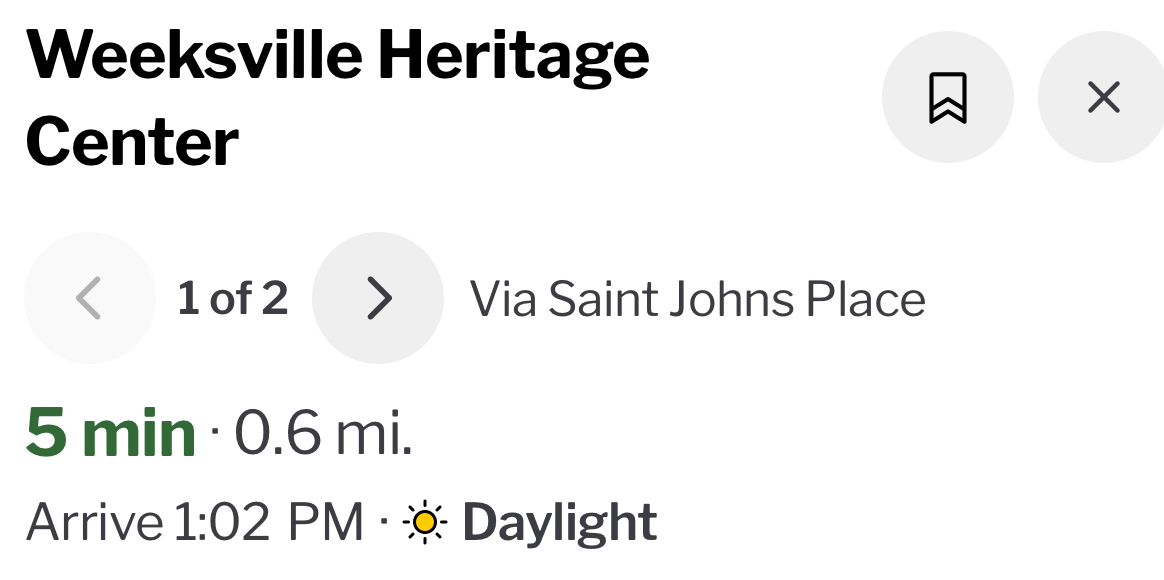 Weeksville Heritage
Center
1 of 2 Via Saint Johns Place
5 min · 0.6 mi.
Arrive 1:02 PM · Daylight